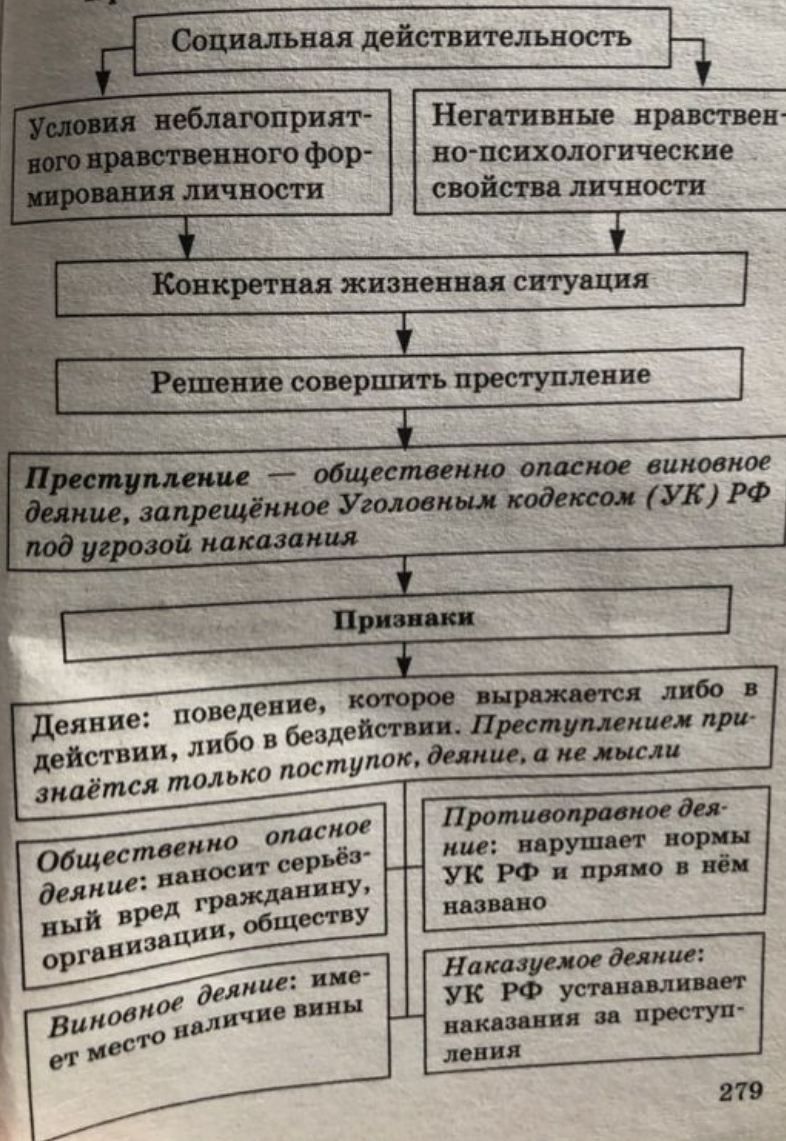 Социальная действительность
Условия неблагоприят-
ного нравственного фор-
мирования личности
Негативные нравствен-
но-психологические
свойства личности
Конкретная жизненная ситуация
Решение совершить преступление
Преступление — общественно опасное виновное
деяние, запрещённое Уголовным кодексом (УК) РФ
под угрозой наказания
Признаки
Деяние: поведение, которое выражается либо в
действии, либо в бездействии. Преступлением при-
знаётся только поступок, деяние, а не мысли
Общественно опасное
деяние: наносит серьёз-
ный вред гражданину,
организации, обществу
Противоправное дея-
ние: нарушает нормы
УК РФ и прямо в нём
названо
Виновное деяние: име-
ет место наличие вины
Наказуемое деяние:
УК РФ устанавливает
наказания за преступ-
ления
279